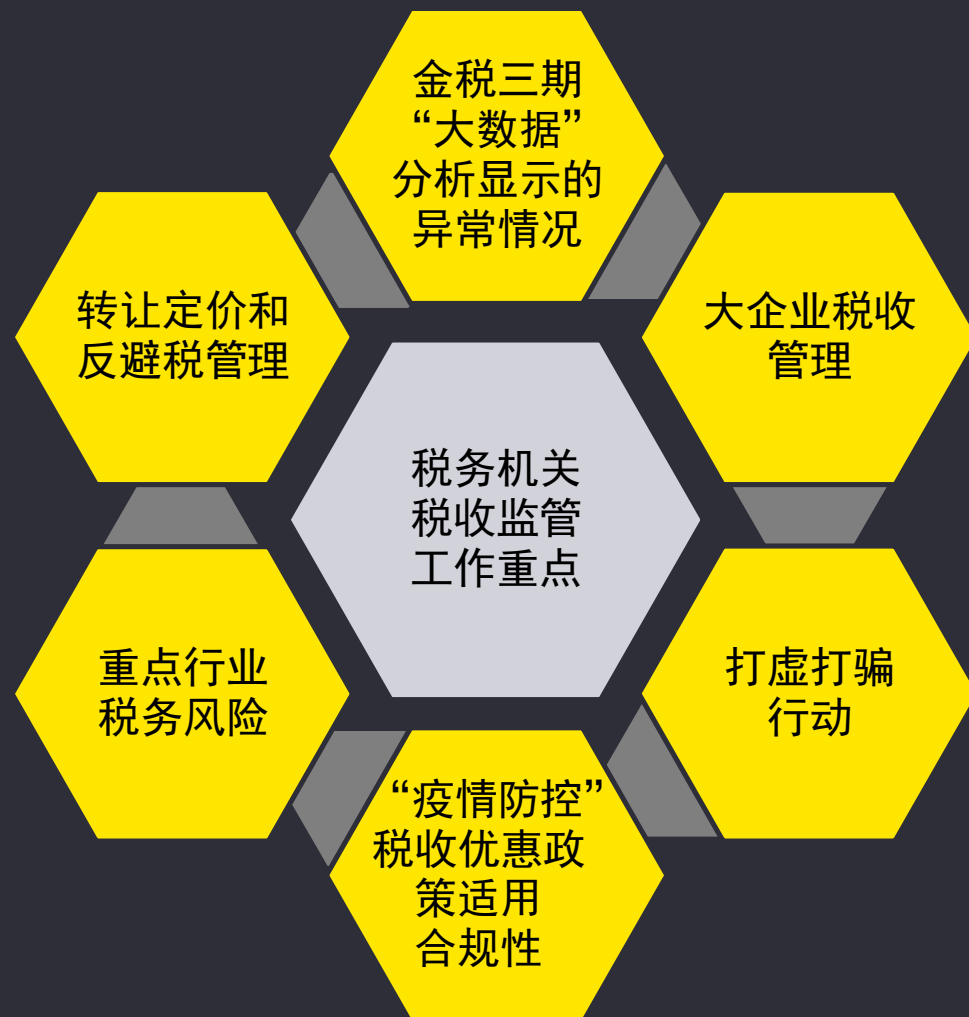 金税三期
“大数据”
分析显示的
异常情况
转让定价和
反避税管理
大企业税收
管理
税务机关
税收监管
工作重点
重点行业
税务风险
打虚打骗
行动
“疫情防控”
税收优惠政
策适用
合规性